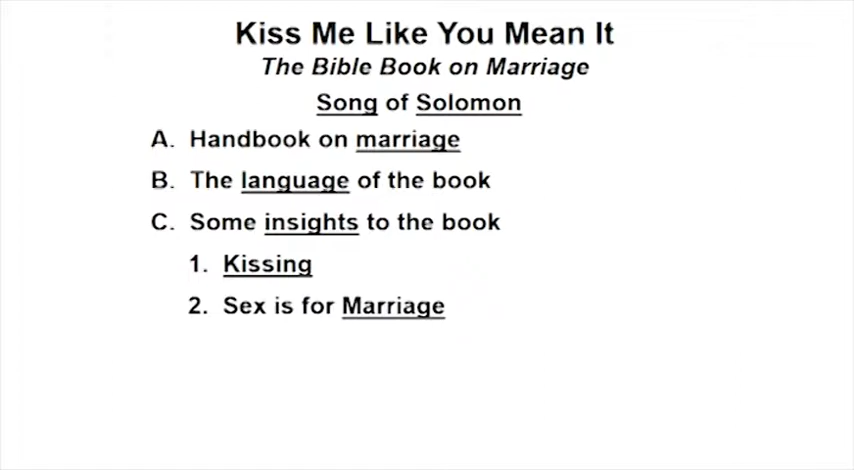 Kiss Me Like You Mean It
The Bible Book on Marriage
Song of Solomon
A. Handbook on marriage
B. The language of the book
C. Some insights to the book
1. Kissing
2. Sex is for Marriage